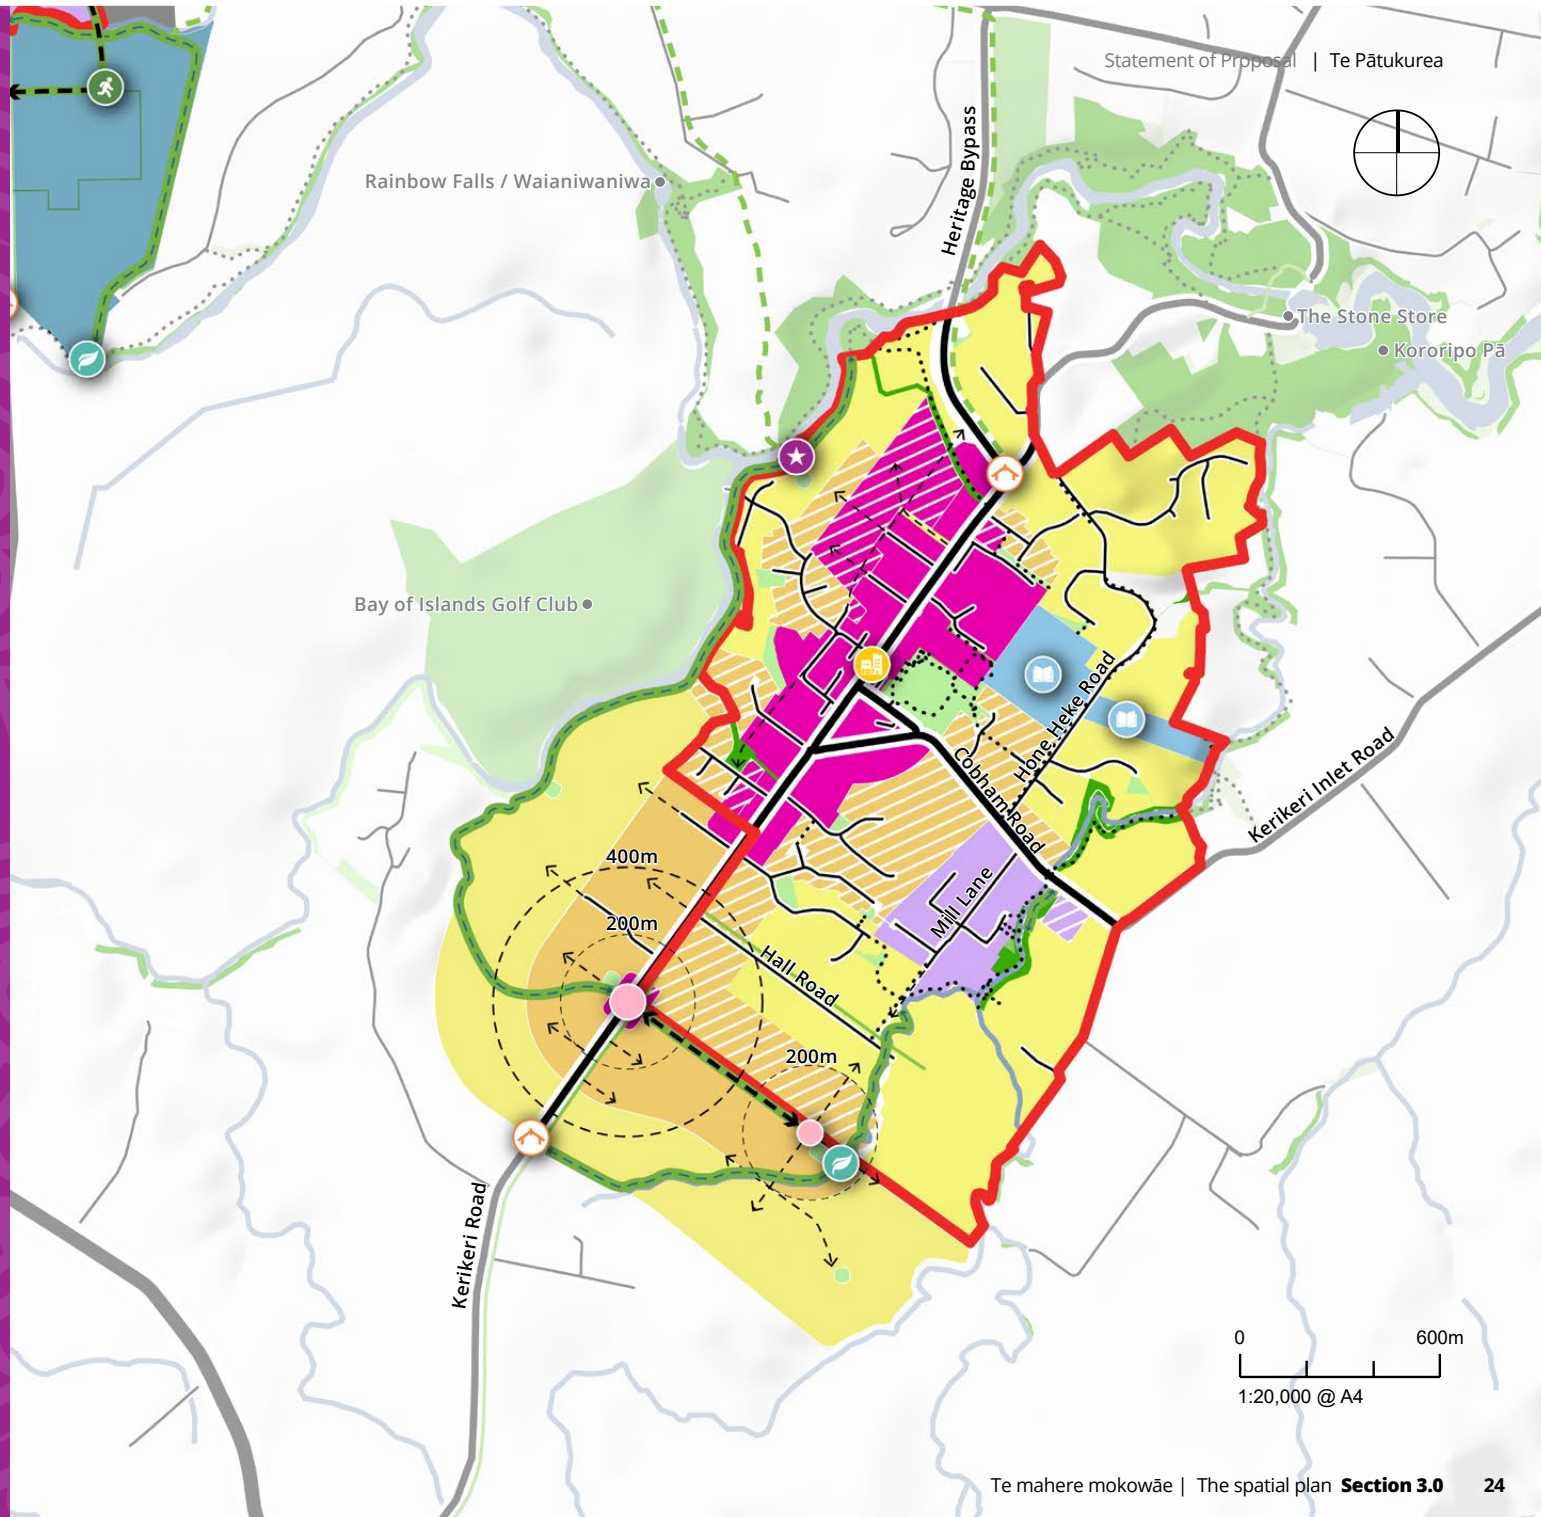 Statement of Proposal | Te Pātukurea
Heritage Bypass
Rainbow Falls / Waianiwaniwa
The Stone Store
Kororipo Pā
Bay of Islands Golf Club
Hone Heke Road
Cobham Road
Kerikeri Inlet Road
400m
Mill Lane
200m
Hall Road
200m
Kerikeri Road
0 600m
1:20,000 @ A4
Te mahere mokowāe | The spatial plan Section 3.0 24